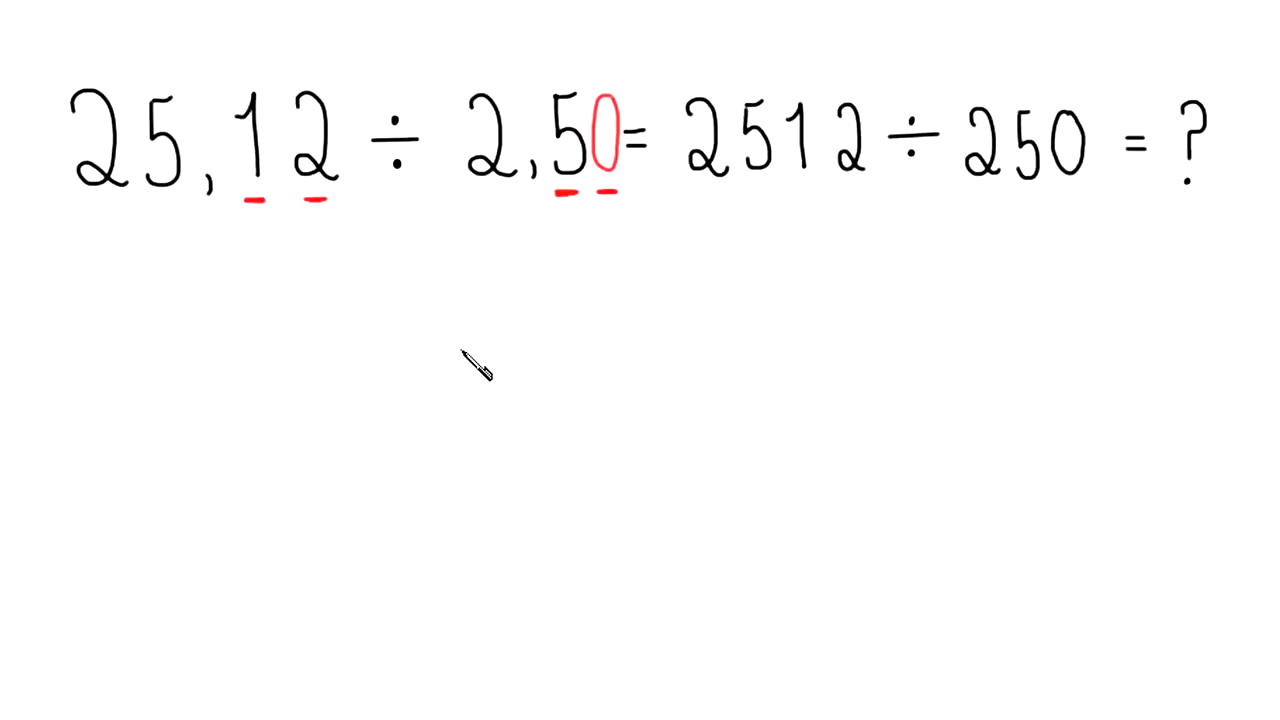 25,12 ÷ 2,50 = 2512 ÷ 250 = ?